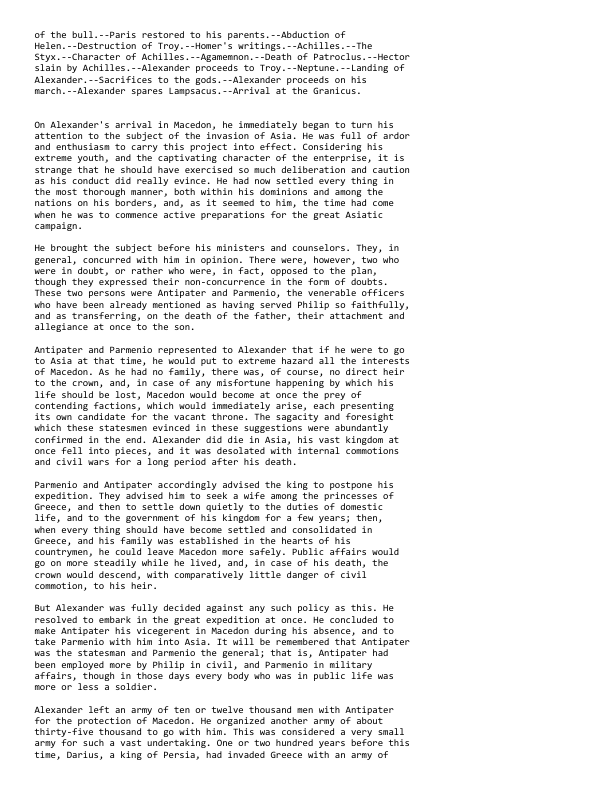 of the bull.--Paris restored to his parents.--Abduction of
Helen.--Destruction of Troy.--Homer's writings.--Achilles.--The
Styx.--Character of Achilles.--Agamemnon.--Death of Patroclus.--Hector
slain by Achilles.--Alexander proceeds to Troy.--Neptune.--Landing of
Alexander.--Sacrifices to the gods.--Alexander proceeds on his
march.--Alexander spares Lampsacus.--Arrival at the Granicus.
On Alexander's arrival in Macedon, he immediately began to turn his
attention to the subject of the invasion of Asia. He was full of ardor
and enthusiasm to carry this project into effect. Considering his
extreme youth, and the captivating character of the enterprise, it is
strange that he should have exercised so much deliberation and caution
as his conduct did really evince. He had now settled every thing in
the most thorough manner, both within his dominions and among the
nations on his borders, and, as it seemed to him, the time had come
when he was to commence active preparations for the great Asiatic
campaign.
He brought the subject before his ministers and counselors. They, in
general, concurred with him in opinion. There were, however, two who
were in doubt, or rather who were, in fact, opposed to the plan,
though they expressed their non-concurrence in the form of doubts.
These two persons were Antipater and Parmenio, the venerable officers
who have been already mentioned as having served Philip so faithfully,
and as transferring, on the death of the father, their attachment and
allegiance at once to the son.
Antipater and Parmenio represented to Alexander that if he were to go
to Asia at that time, he would put to extreme hazard all the interests
of Macedon. As he had no family, there was, of course, no direct heir
to the crown, and, in case of any misfortune happening by which his
life should be lost, Macedon would become at once the prey of
contending factions, which would immediately arise, each presenting
its own candidate for the vacant throne. The sagacity and foresight
which these statesmen evinced in these suggestions were abundantly
confirmed in the end. Alexander did die in Asia, his vast kingdom at
once fell into pieces, and it was desolated with internal commotions
and civil wars for a long period after his death.
Parmenio and Antipater accordingly advised the king to postpone his
expedition. They advised him to seek a wife among the princesses of
Greece, and then to settle down quietly to the duties of domestic
life, and to the government of his kingdom for a few years; then,
when every thing should have become settled and consolidated in
Greece, and his family was established in the hearts of his
countrymen, he could leave Macedon more safely. Public affairs would
go on more steadily while he lived, and, in case of his death, the
crown would descend, with comparatively little danger of civil
commotion, to his heir.
But Alexander was fully decided against any such policy as this. He
resolved to embark in the great expedition at once. He concluded to
make Antipater his vicegerent in Macedon during his absence, and to
take Parmenio with him into Asia. It will be remembered that Antipater
was the statesman and Parmenio the general; that is, Antipater had
been employed more by Philip in civil, and Parmenio in military
affairs, though in those days every body who was in public life was
more or less a soldier.
Alexander left an army of ten or twelve thousand men with Antipater
for the protection of Macedon. He organized another army of about
thirty-five thousand to go with him. This was considered a very small
army for such a vast undertaking. One or two hundred years before this
time, Darius, a king of Persia, had invaded Greece with an army of